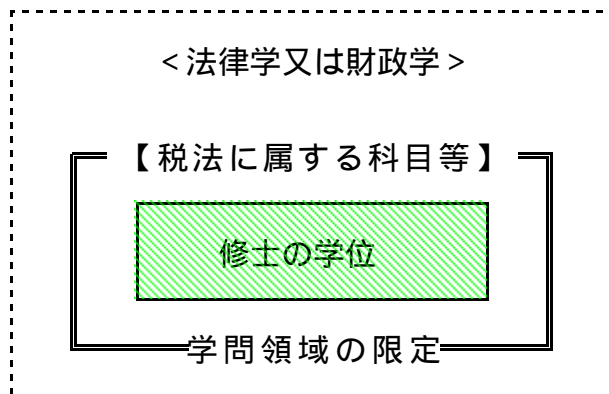 <法律学又は財政学>
【税法に属する科目等】
修士の学位
学問領域の限定